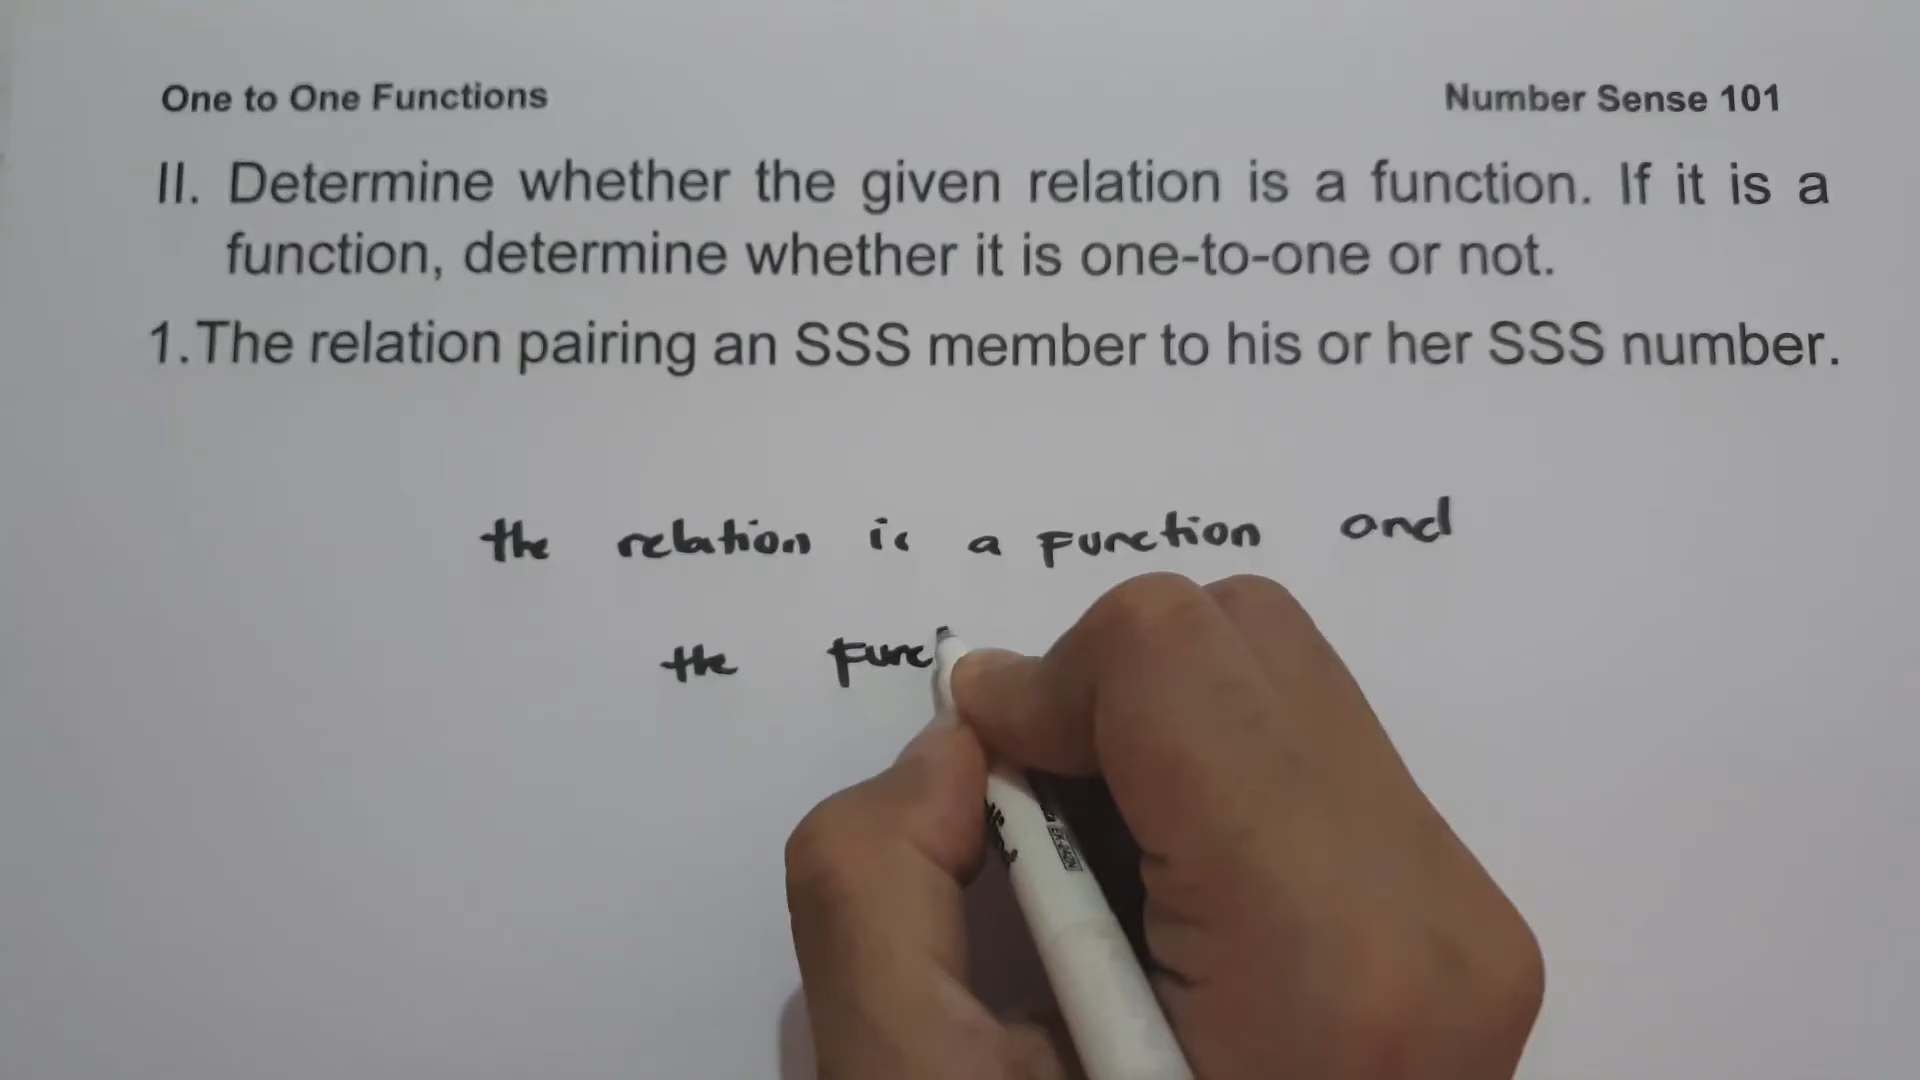 One to One Functions
Number Sense 101
II. Determine whether the given relation is a function. If it is a
function, determine whether it is one-to-one or not.
1.The relation pairing an SSS member to his or her SSS number.
the relation is a function and
the func